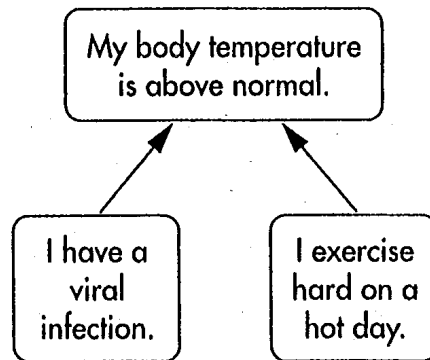 My body temperature
is above normal.
I have a
viral
infection.
I exercise
hard on a
hot day.